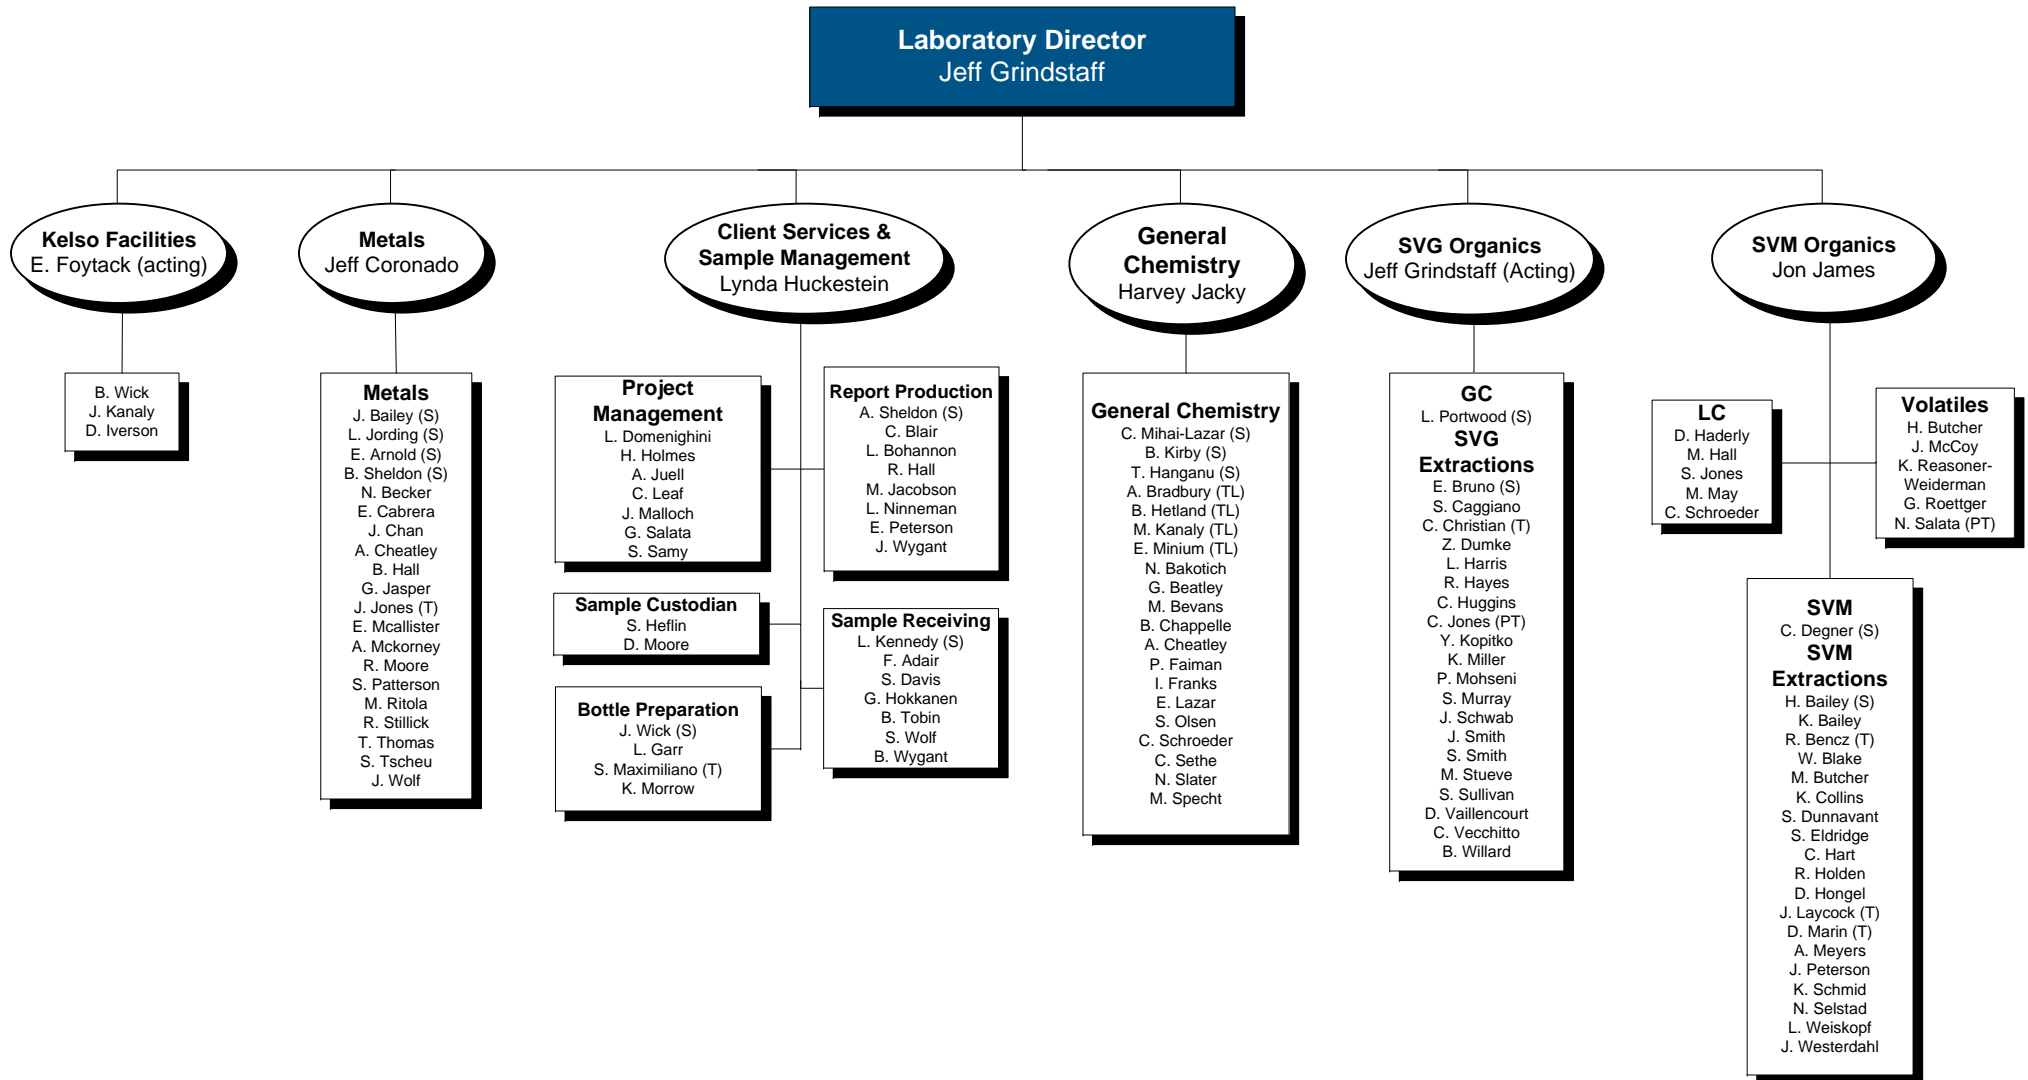 Laboratory Director
Jeff Grindstaff
Kelso Facilities
E. Foytack (acting)
B. Wick
J. Kanaly
D. Iverson
Metals
Jeff Coronado
Metals
J. Bailey (S)
L. Jording (S)
E. Arnold (S)
B. Sheldon (S)
N. Becker
E. Cabrera
J. Chan
A. Cheatley
B. Hall
G. Jasper
J. Jones (T)
E. Mcallister
A. Mckorney
R. Moore
S. Patterson
M. Ritola
R. Stillick
T. Thomas
S. Tscheu
J. Wolf
Client Services &
Sample Management
Lynda Huckestein
Project
Management
L. Domenighini
H. Holmes
A. Juell
C. Leaf
J. Malloch
G. Salata
S. Samy
Report Production
A. Sheldon (S)
C. Blair
L. Bohannon
R. Hall
M. Jacobson
L. Ninneman
E. Peterson
J. Wygant
Sample Custodian
S. Heflin
D. Moore
Sample Receiving
L. Kennedy (S)
F. Adair
S. Davis
G. Hokkanen
B. Tobin
S. Wolf
B. Wygant
Bottle Preparation
J. Wick (S)
L. Garr
S. Maximiliano (T)
K. Morrow
General
Chemistry
Harvey Jacky
General Chemistry
C. Mihai-Lazar (S)
B. Kirby (S)
T. Hanganu (S)
A. Bradbury (TL)
B. Hetland (TL)
M. Kanaly (TL)
E. Minium (TL)
N. Bakotich
G. Beatley
M. Bevans
B. Chappelle
A. Cheatley
P. Faiman
I. Franks
E. Lazar
S. Olsen
C. Schroeder
C. Sethe
N. Slater
M. Specht
SVG Organics
Jeff Grindstaff (Acting)
GC
L. Portwood (S)
SVG
Extractions
E. Bruno (S)
S. Caggiano
C. Christian (T)
Z. Dumke
L. Harris
R. Hayes
C. Huggins
C. Jones (PT)
Y. Kopitko
K. Miller
P. Mohseni
S. Murray
J. Schwab
J. Smith
S. Smith
M. Stueve
S. Sullivan
D. Vaillencourt
C. Vecchitto
B. Willard
SVM Organics
Jon James
LC
D. Haderly
M. Hall
S. Jones
M. May
C. Schroeder
Volatiles
H. Butcher
J. McCoy
K. Reasoner-
Weiderman
G. Roettger
N. Salata (PT)
SVM
C. Degner (S)
SVM
Extractions
H. Bailey (S)
K. Bailey
R. Bencz (T)
W. Blake
M. Butcher
K. Collins
S. Dunnavant
S. Eldridge
C. Hart
R. Holden
D. Hongel
J. Laycock (T)
D. Marin (T)
A. Meyers
J. Peterson
K. Schmid
N. Selstad
L. Weiskopf
J. Westerdahl